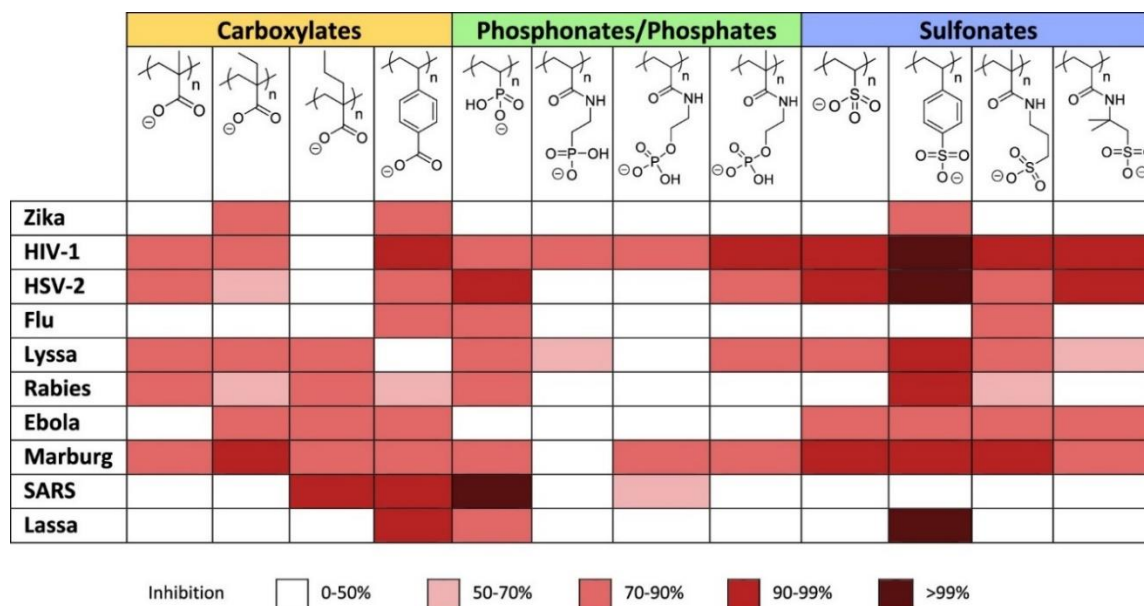 Carboxylates Phosphonates/Phosphates Sulfonates
Zika
HIV-1
HSV-2
Flu
Lyssa
Rabies
Ebola
Marburg
SARS
Lassa
Inhibition 0-50% 50-70% 70-90% 90-99% >99%